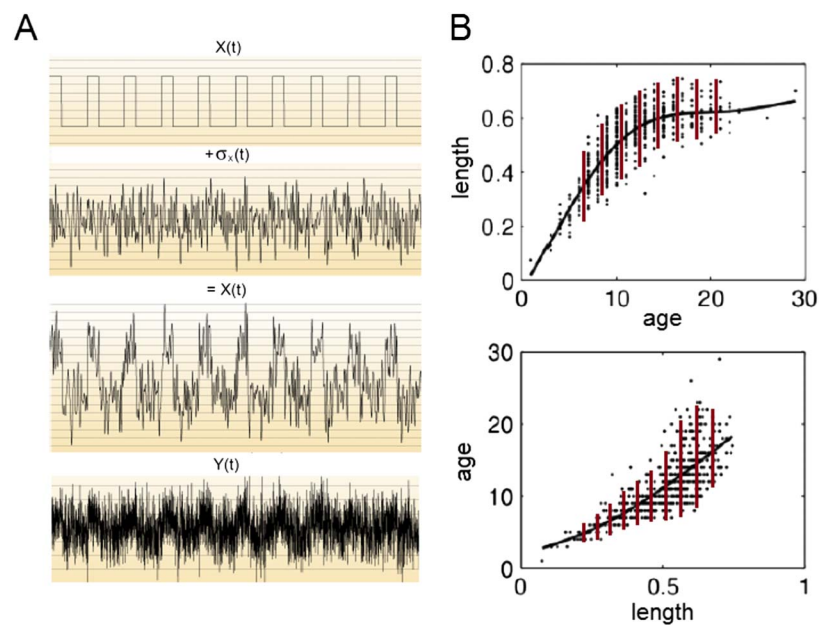 A
X(t)
+σₓ(t)
= X(t)
Y(t)
B
0.8
0.6
0.4
0.2
0
length
0
10
20
30
age
30
20
10
0
age
0
0.5
1
length